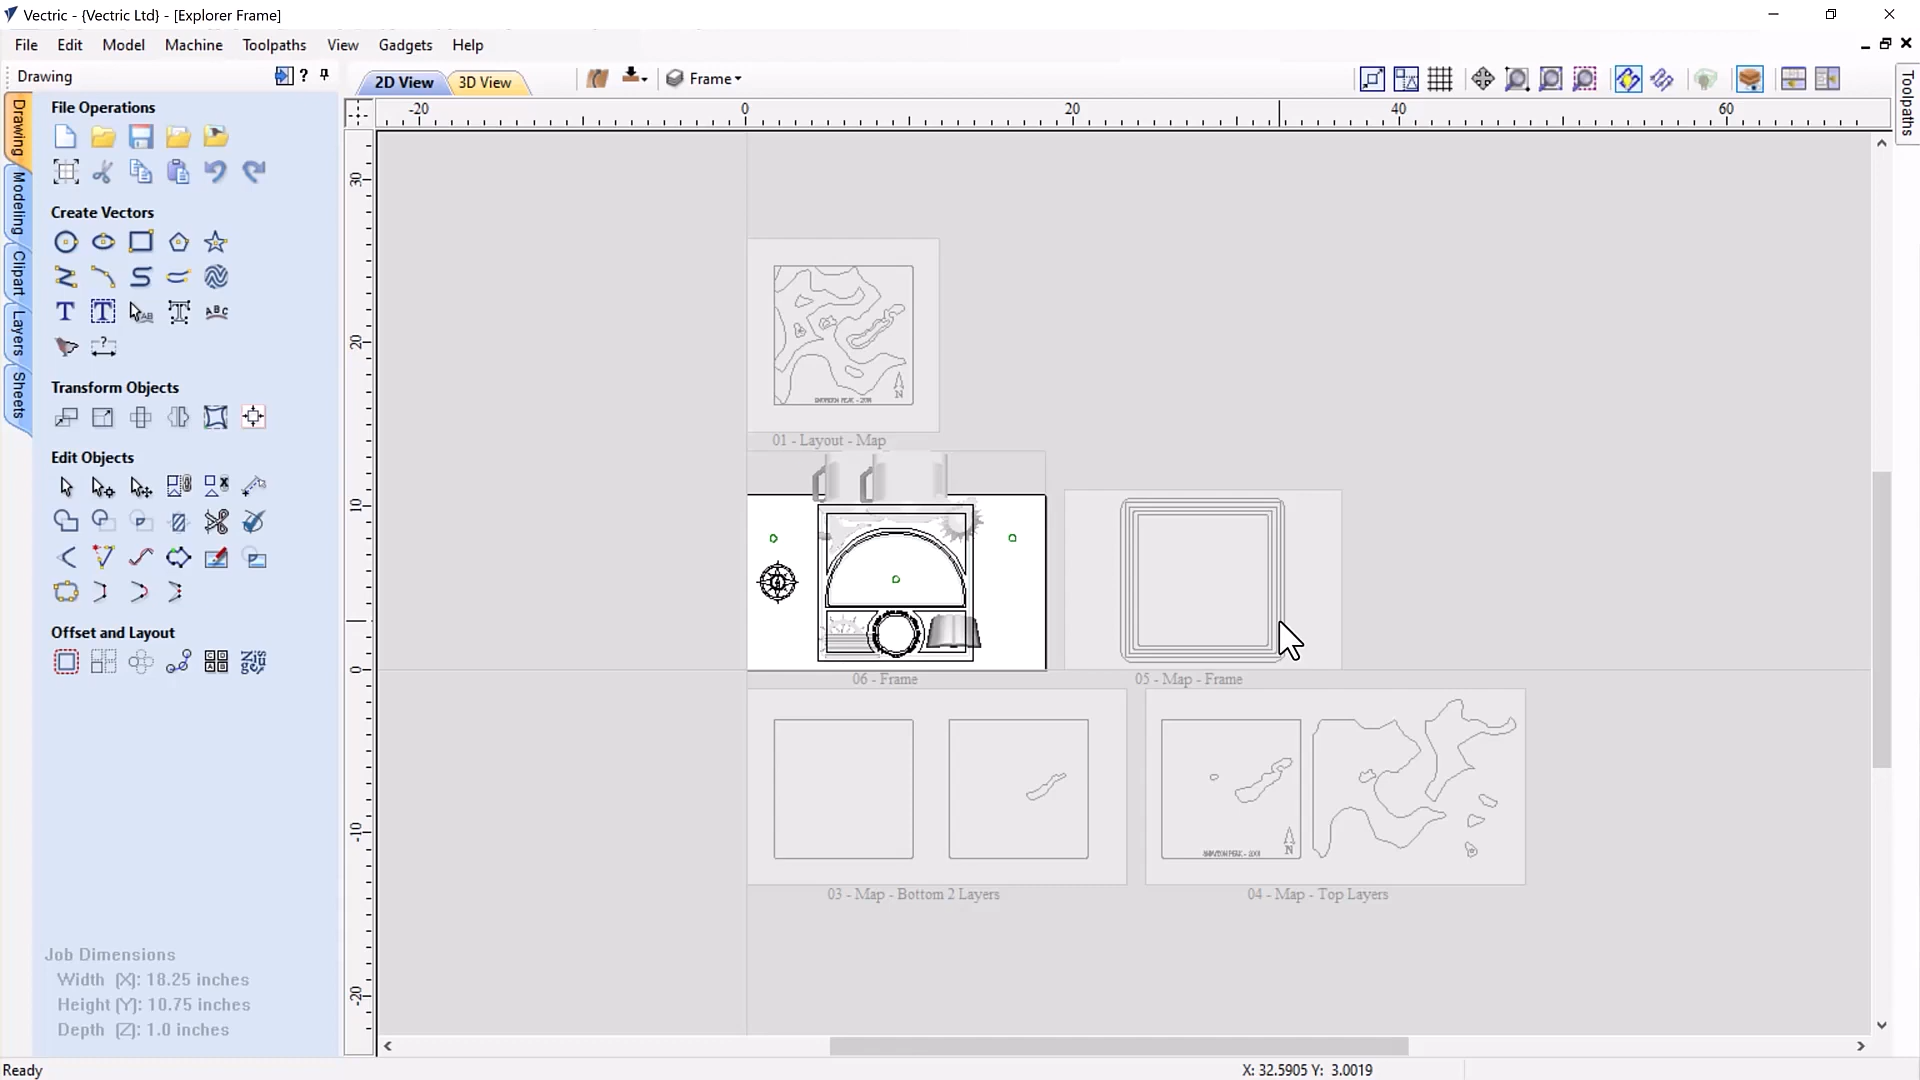 Vectric - {Vectric Ltd} - [Explorer Frame]
File Edit Model Machine Toolpaths View Gadgets Help
Drawing
2D View 3D View Frame
Toolpaths
Drawing
Modeling
Clipart
Layers
Sheets
File Operations
Create Vectors
Transform Objects
Edit Objects
Offset and Layout
-20 0 20 40 60
30
20
10
0
-10
-20
01 - Layout - Map
06 - Frame
05 - Map - Frame
N
03 - Map - Bottom 2 Layers
04 - Map - Top Layers
N
Job Dimensions
Width (X): 18.25 inches
Height (Y): 10.75 inches
Depth (Z): 1.0 inches
Ready
X: 32.5905 Y: 3.0019